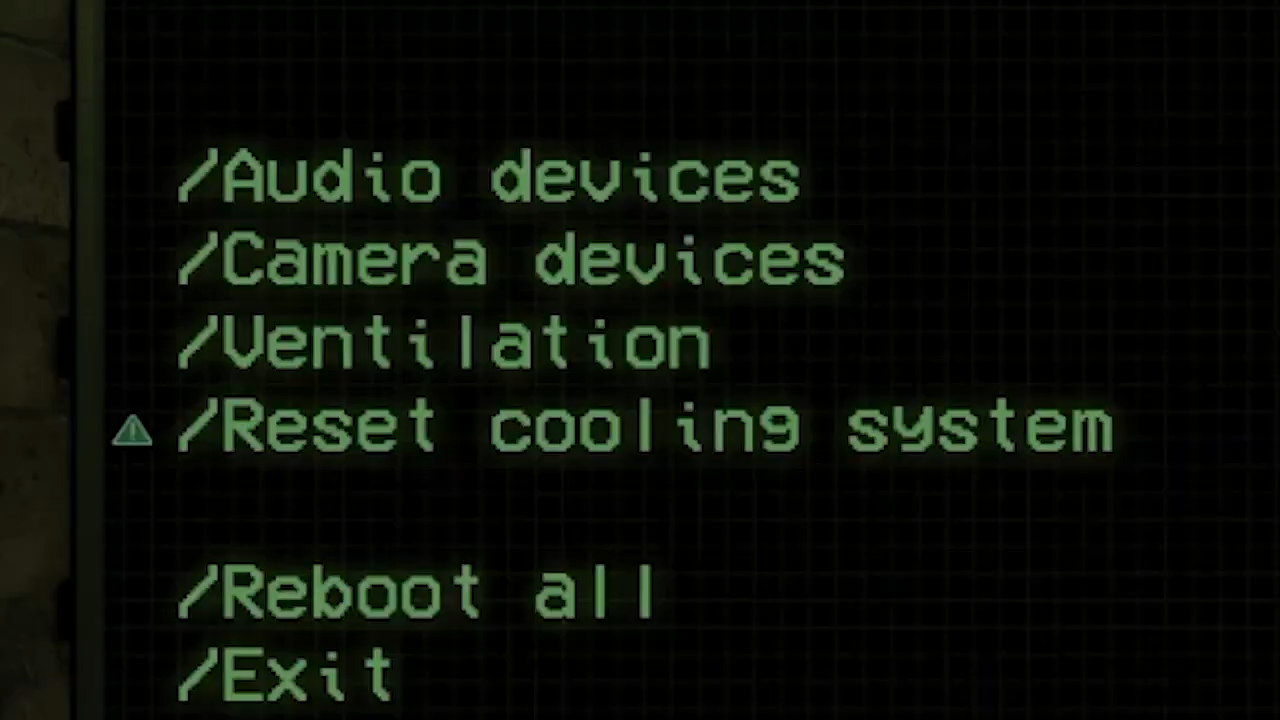 /Audio devices
/Camera devices
/Ventilation
/Reset cooling system
/Reboot all
/Exit